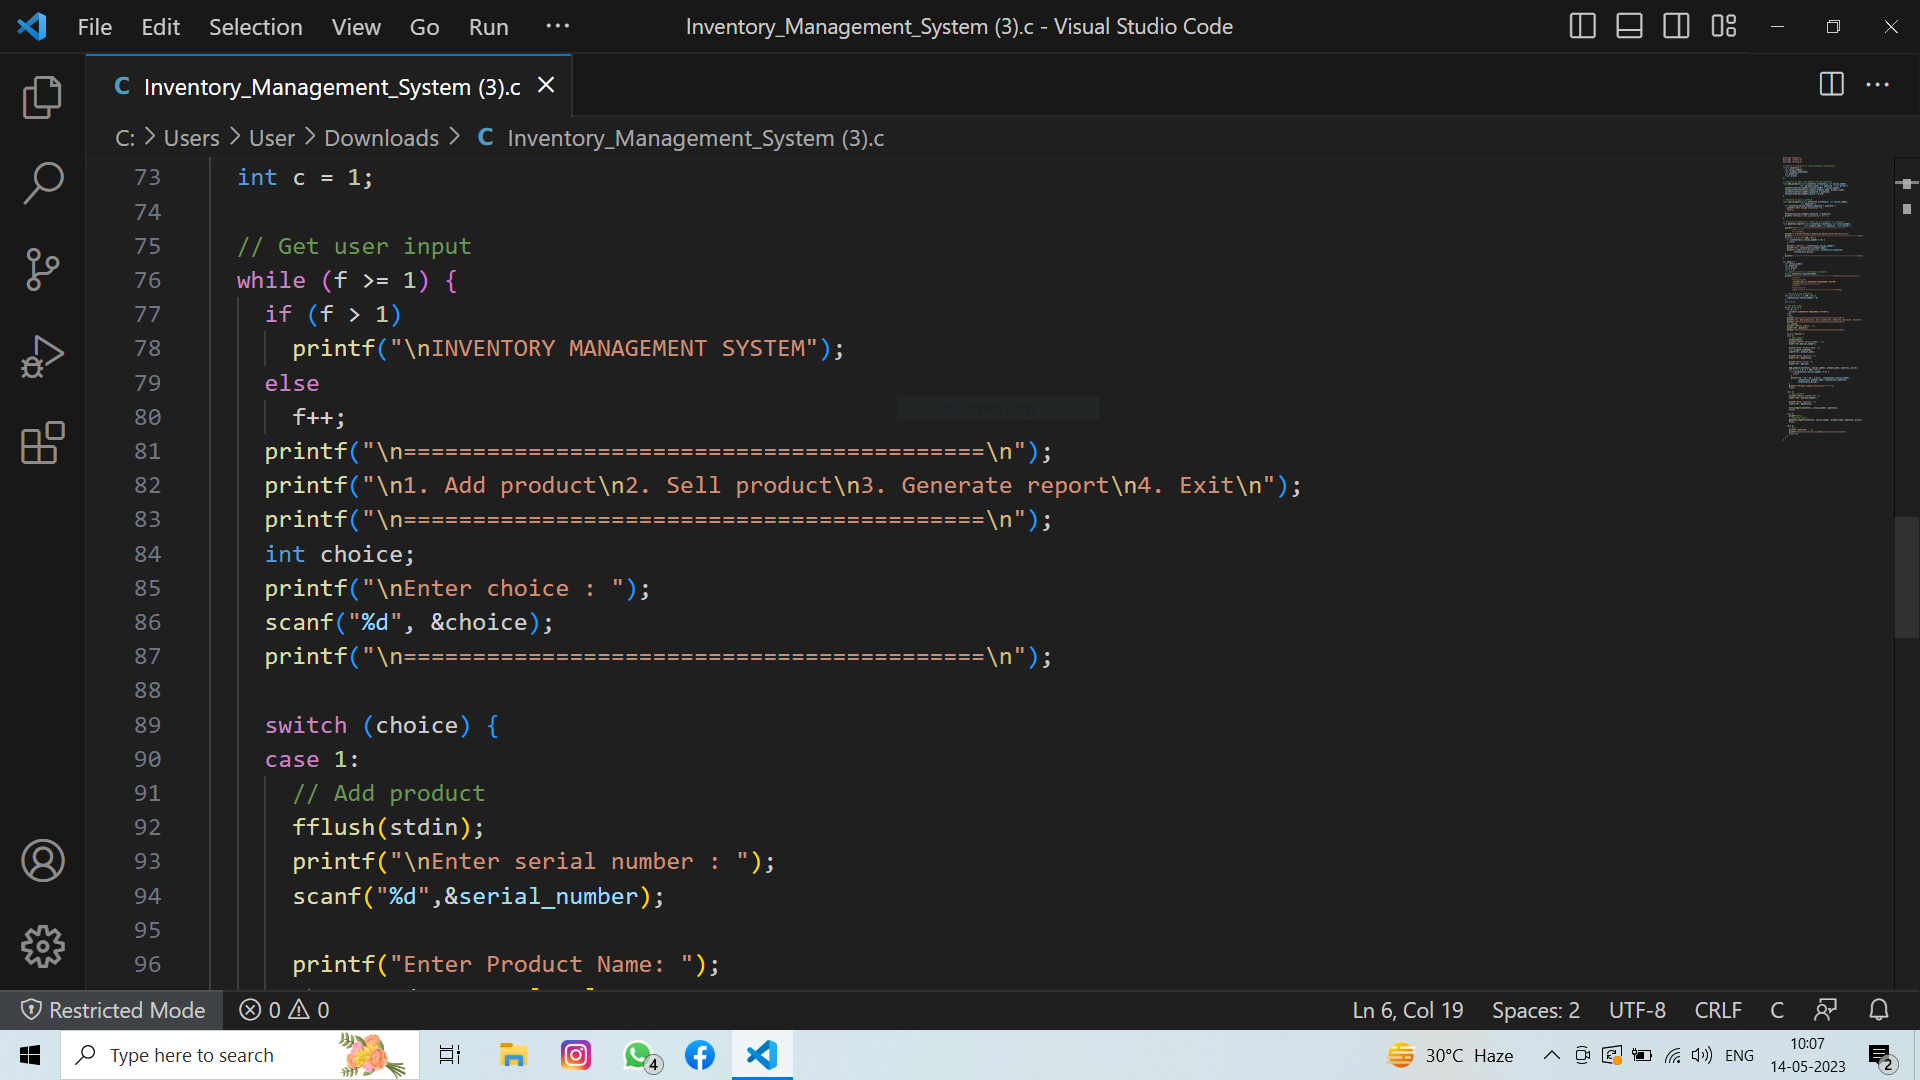 File Edit Selection View Go Run ··· Inventory_Management_System (3).c - Visual Studio Code
C Inventory_Management_System (3).c
C: > Users > User > Downloads > C Inventory_Management_System (3).c
73 int c = 1;
74
75 // Get user input
76 while (f >= 1) {
77 if (f > 1)
78 printf("\nINVENTORY MANAGEMENT SYSTEM");
79 else
80 f++;
Full-screen Snip
81 printf("\n==========================================\n");
82 printf("\n1. Add product\n2. Sell product\n3. Generate report\n4. Exit\n");
83 printf("\n==========================================\n");
84 int choice;
85 printf("\nEnter choice : ");
86 scanf("%d", &choice);
87 printf("\n==========================================\n");
88
89 switch (choice) {
90 case 1:
91 // Add product
92 fflush(stdin);
93 printf("\nEnter serial number : ");
94 scanf("%d",&serial_number);
95
96 printf("Enter Product Name: ");
Restricted Mode 0 0 Ln 6, Col 19 Spaces: 2 UTF-8 CRLF C
Type here to search 4 30°C Haze ENG 10:07
14-05-2023 2